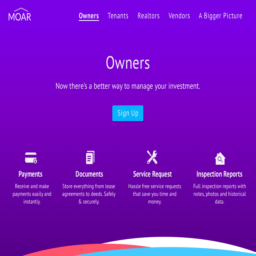 MOAR
Owners Tenants Realtors Vendors A Bigger Picture
Owners
Now there's a better way to manage your investment.
Sign Up
Payments
Receive and make
payments easily and
instantly.
Documents
Store everything from lease
agreements to deeds. Safely
& securely.
Service Request
Hassle free service requests
that save you time and
money.
Inspection Reports
Full inspection reports with
notes, photos and historical
data.